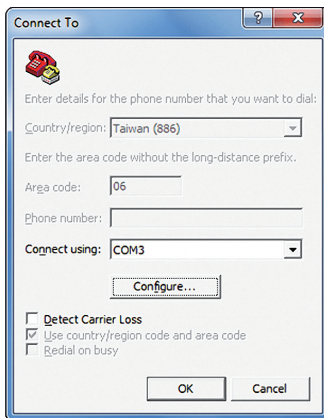 Connect To
Enter details for the phone number that you want to dial:
Country/region: Taiwan (886)
Enter the area code without the long-distance prefix.
Area code: 06
Phone number:
Connect using: COM3
Configure...
Detect Carrier Loss
Use country/region code and area code
Redial on busy
OK Cancel